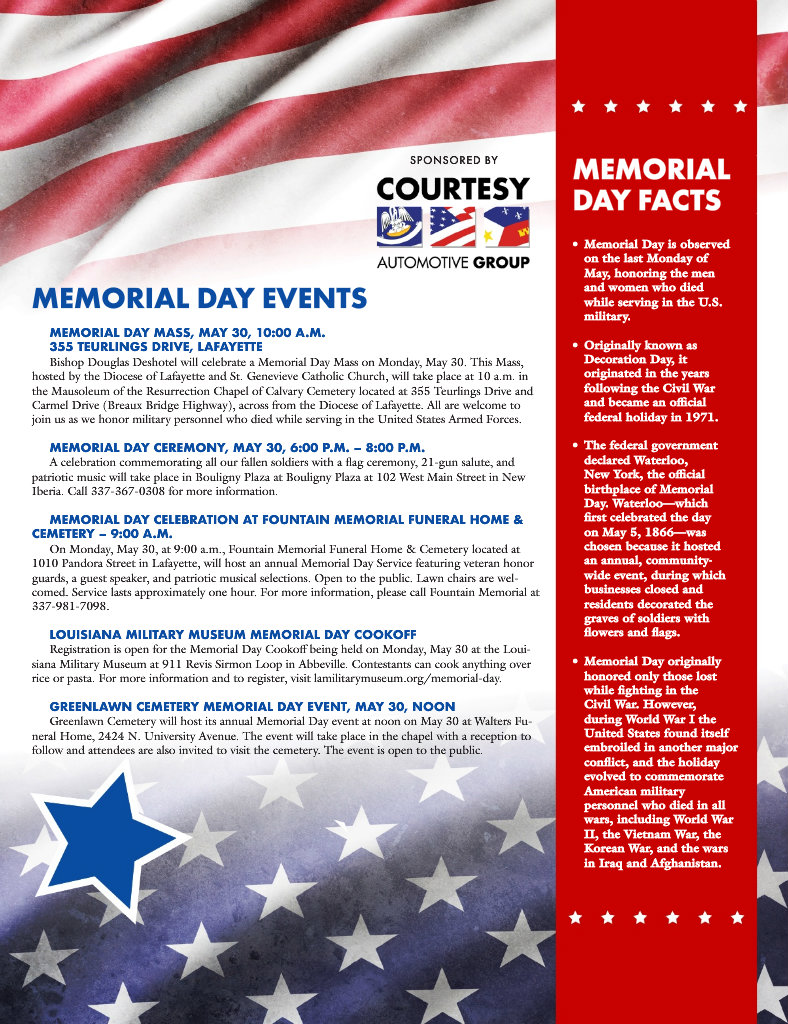 SPONSORED BY
COURTESY
AUTOMOTIVE GROUP
MEMORIAL DAY EVENTS
MEMORIAL DAY MASS, MAY 30, 10:00 A.M.
355 TEURLINGS DRIVE, LAFAYETTE
Bishop Douglas Deshotel will celebrate a Memorial Day Mass on Monday, May 30. This Mass,
hosted by the Diocese of Lafayette and St. Genevieve Catholic Church, will take place at 10 a.m. in
the Mausoleum of the Resurrection Chapel of Calvary Cemetery located at 355 Teurlings Drive and
Carmel Drive (Breaux Bridge Highway), across from the Diocese of Lafayette. All are welcome to
join us as we honor military personnel who died while serving in the United States Armed Forces.
MEMORIAL DAY CEREMONY, MAY 30, 6:00 P.M. – 8:00 P.M.
A celebration commemorating all our fallen soldiers with a flag ceremony, 21-gun salute, and
patriotic music will take place in Bouligny Plaza at Bouligny Plaza at 102 West Main Street in New
Iberia. Call 337-367-0308 for more information.
MEMORIAL DAY CELEBRATION AT FOUNTAIN MEMORIAL FUNERAL HOME &
CEMETERY – 9:00 A.M.
On Monday, May 30, at 9:00 a.m., Fountain Memorial Funeral Home & Cemetery located at
1010 Pandora Street in Lafayette, will host an annual Memorial Day Service featuring veteran honor
guards, a guest speaker, and patriotic musical selections. Open to the public. Lawn chairs are wel-
comed. Service lasts approximately one hour. For more information, please call Fountain Memorial at
337-981-7098.
LOUISIANA MILITARY MUSEUM MEMORIAL DAY COOKOFF
Registration is open for the Memorial Day Cookoff being held on Monday, May 30 at the Loui-
siana Military Museum at 911 Revis Sirmon Loop in Abbeville. Contestants can cook anything over
rice or pasta. For more information and to register, visit lamilitarymuseum.org/memorial-day.
GREENLAWN CEMETERY MEMORIAL DAY EVENT, MAY 30, NOON
Greenlawn Cemetery will host its annual Memorial Day event at noon on May 30 at Walters Fu-
neral Home, 2424 N. University Avenue. The event will take place in the chapel with a reception to
follow and attendees are also invited to visit the cemetery. The event is open to the public.
MEMORIAL
DAY FACTS
• Memorial Day is observed
on the last Monday of
May, honoring the men
and women who died
while serving in the U.S.
military.
• Originally known as
Decoration Day, it
originated in the years
following the Civil War
and became an official
federal holiday in 1971.
• The federal government
declared Waterloo,
New York, the official
birthplace of Memorial
Day. Waterloo—which
first celebrated the day
on May 5, 1866—was
chosen because it hosted
an annual, community-
wide event, during which
businesses closed and
residents decorated the
graves of soldiers with
flowers and flags.
• Memorial Day originally
honored only those lost
while fighting in the
Civil War. However,
during World War I the
United States found itself
embroiled in another major
conflict, and the holiday
evolved to commemorate
American military
personnel who died in all
wars, including World War
II, the Vietnam War, the
Korean War, and the wars
in Iraq and Afghanistan.